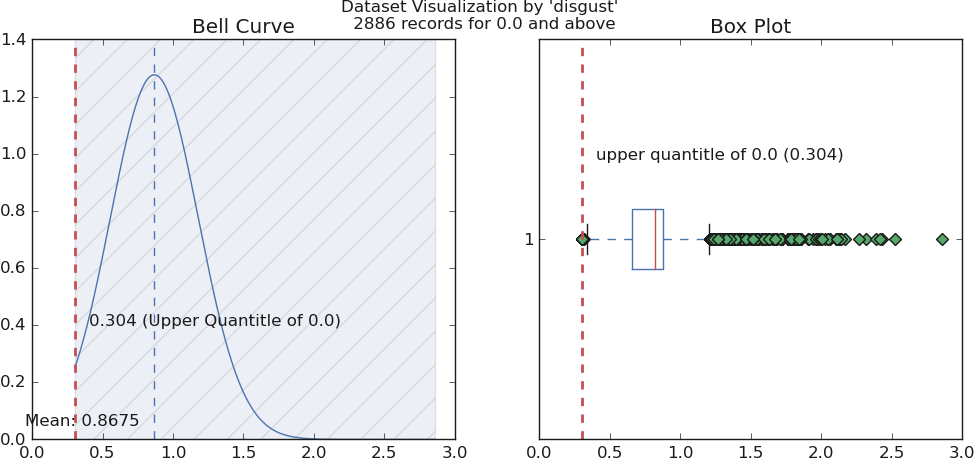 Dataset Visualization by 'disgust'
2886 records for 0.0 and above
Bell Curve
1.4
1.2
1.0
0.8
0.6
0.4
0.2
0.0
0.304 (Upper Quantitle of 0.0)
Mean: 0.8675
0.0 0.5 1.0 1.5 2.0 2.5 3.0
Box Plot
upper quantitle of 0.0 (0.304)
1
0.0 0.5 1.0 1.5 2.0 2.5 3.0